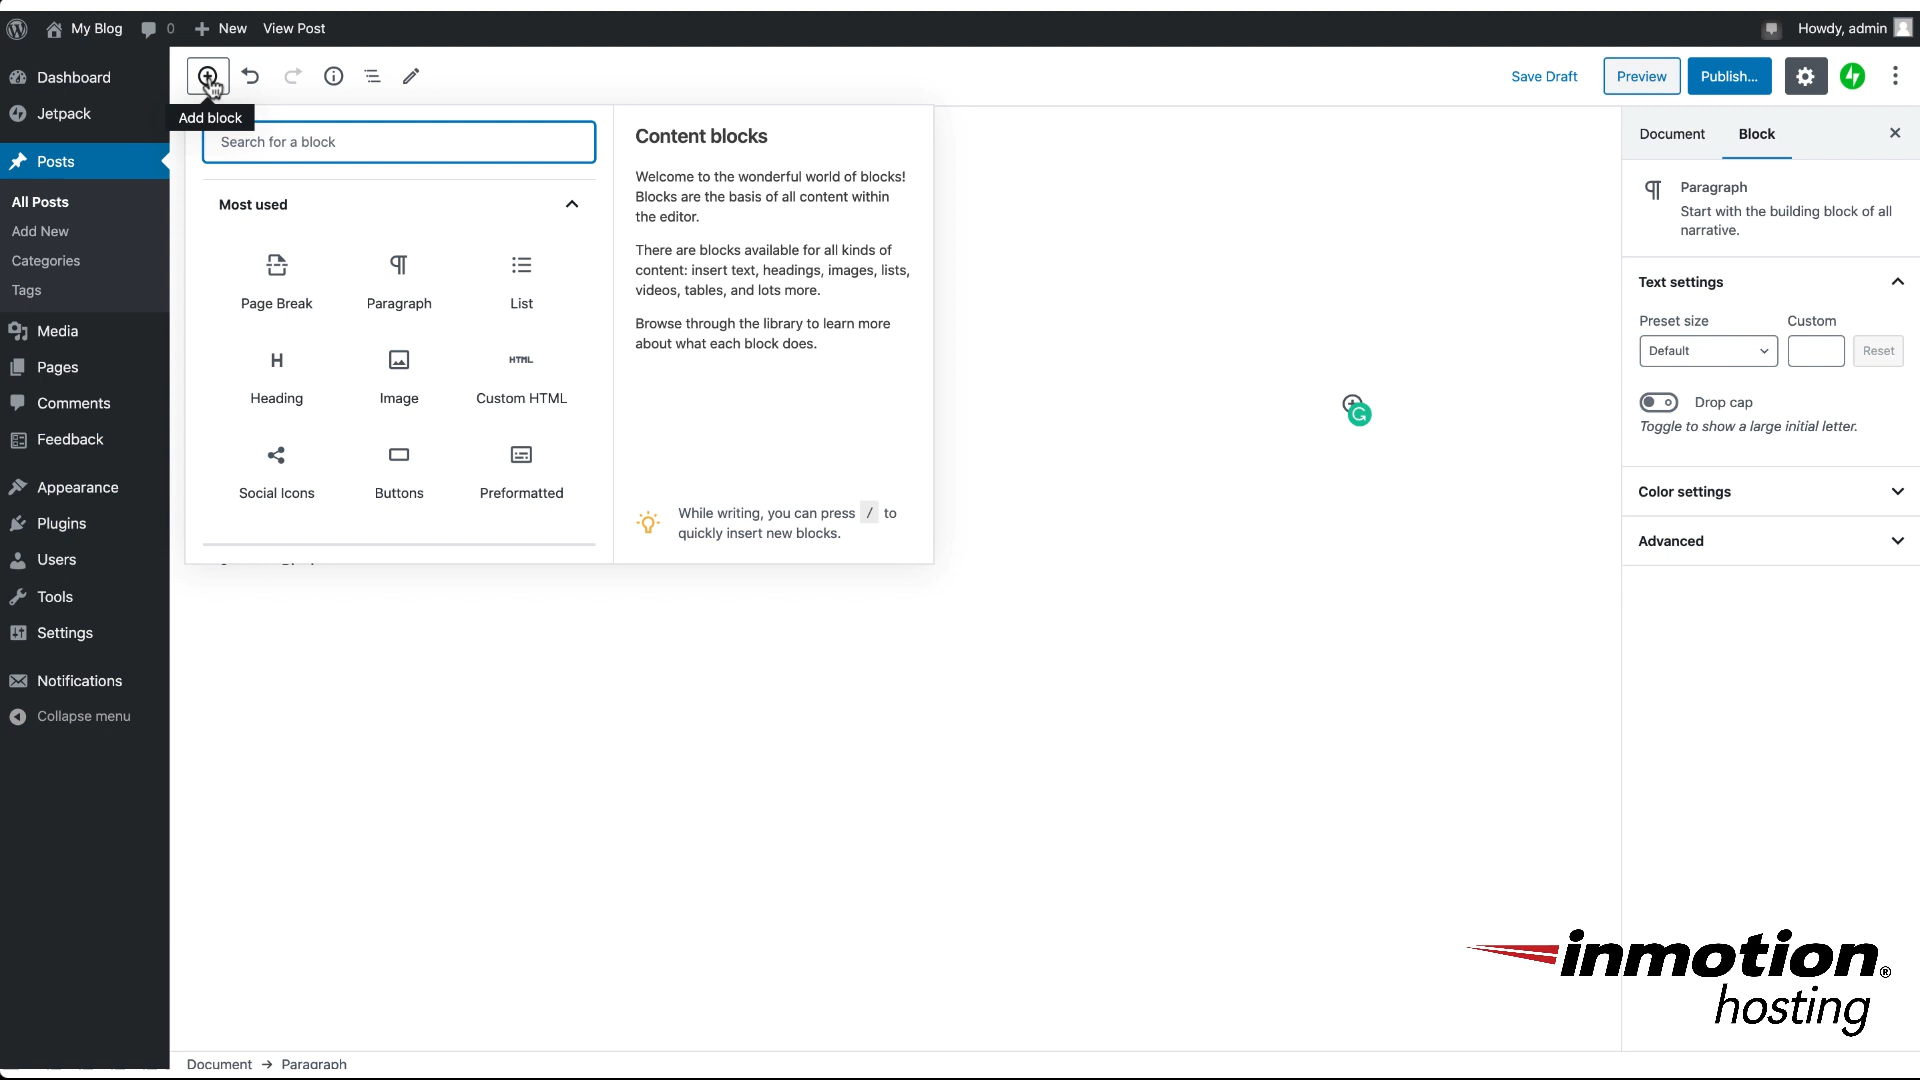 My Blog 0 New View Post Howdy, admin
Dashboard
Jetpack
Posts
All Posts
Add New
Categories
Tags
Media
Pages
Comments
Feedback
Appearance
Plugins
Users
Tools
Settings
Notifications
Collapse menu
Save Draft Preview Publish...
Add block
Search for a block
Most used
Page Break Paragraph List
H HTML
Heading Image Custom HTML
Social Icons Buttons Preformatted
Content blocks
Welcome to the wonderful world of blocks!
Blocks are the basis of all content within
the editor.
There are blocks available for all kinds of
content: insert text, headings, images, lists,
videos, tables, and lots more.
Browse through the library to learn more
about what each block does.
While writing, you can press / to
quickly insert new blocks.
Document Block
Paragraph
Start with the building block of all
narrative.
Text settings
Preset size Custom
Default Reset
Drop cap
Toggle to show a large initial letter.
Color settings
Advanced
inmotion®
hosting
Document → Paragraph